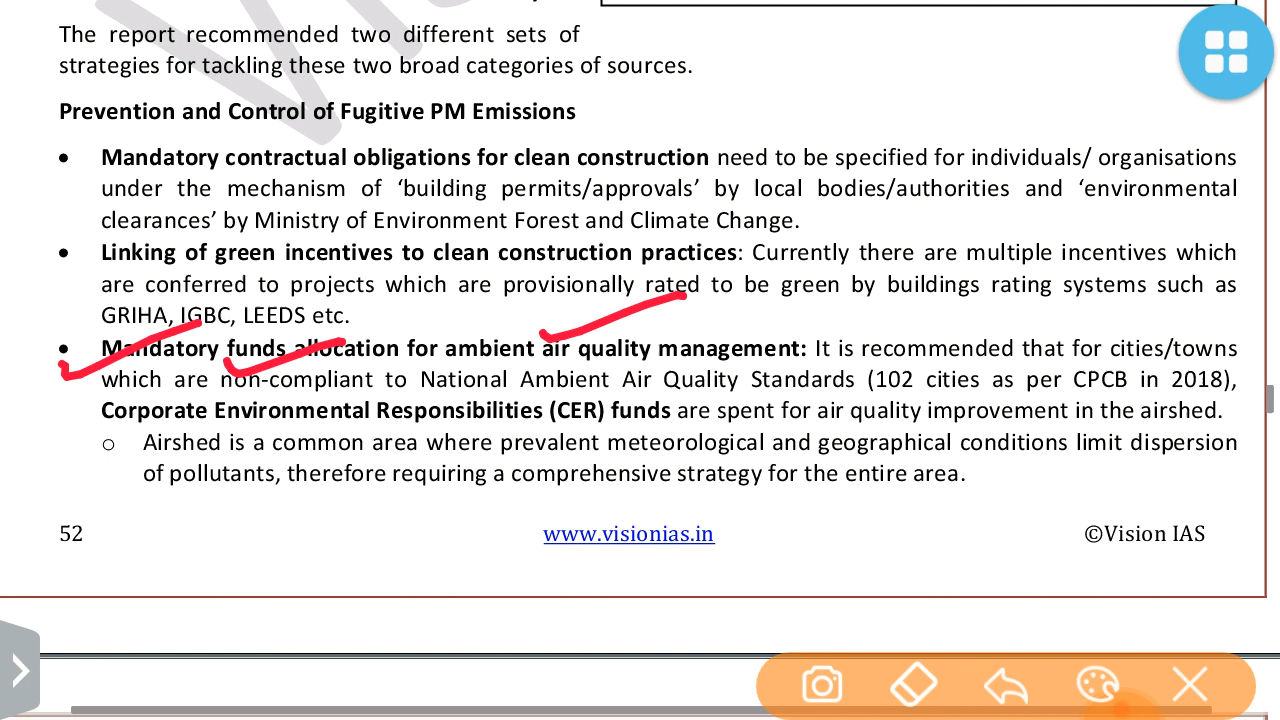 The report recommended two different sets of
strategies for tackling these two broad categories of sources.
Prevention and Control of Fugitive PM Emissions
• Mandatory contractual obligations for clean construction need to be specified for individuals/ organisations
under the mechanism of ‘building permits/approvals’ by local bodies/authorities and ‘environmental
clearances’ by Ministry of Environment Forest and Climate Change.
• Linking of green incentives to clean construction practices: Currently there are multiple incentives which
are conferred to projects which are provisionally rated to be green by buildings rating systems such as
GRIHA, IGBC, LEEDS etc.
• Mandatory funds allocation for ambient air quality management: It is recommended that for cities/towns
which are non-compliant to National Ambient Air Quality Standards (102 cities as per CPCB in 2018),
Corporate Environmental Responsibilities (CER) funds are spent for air quality improvement in the airshed.
o Airshed is a common area where prevalent meteorological and geographical conditions limit dispersion
of pollutants, therefore requiring a comprehensive strategy for the entire area.
52 www.visionias.in ©Vision IAS